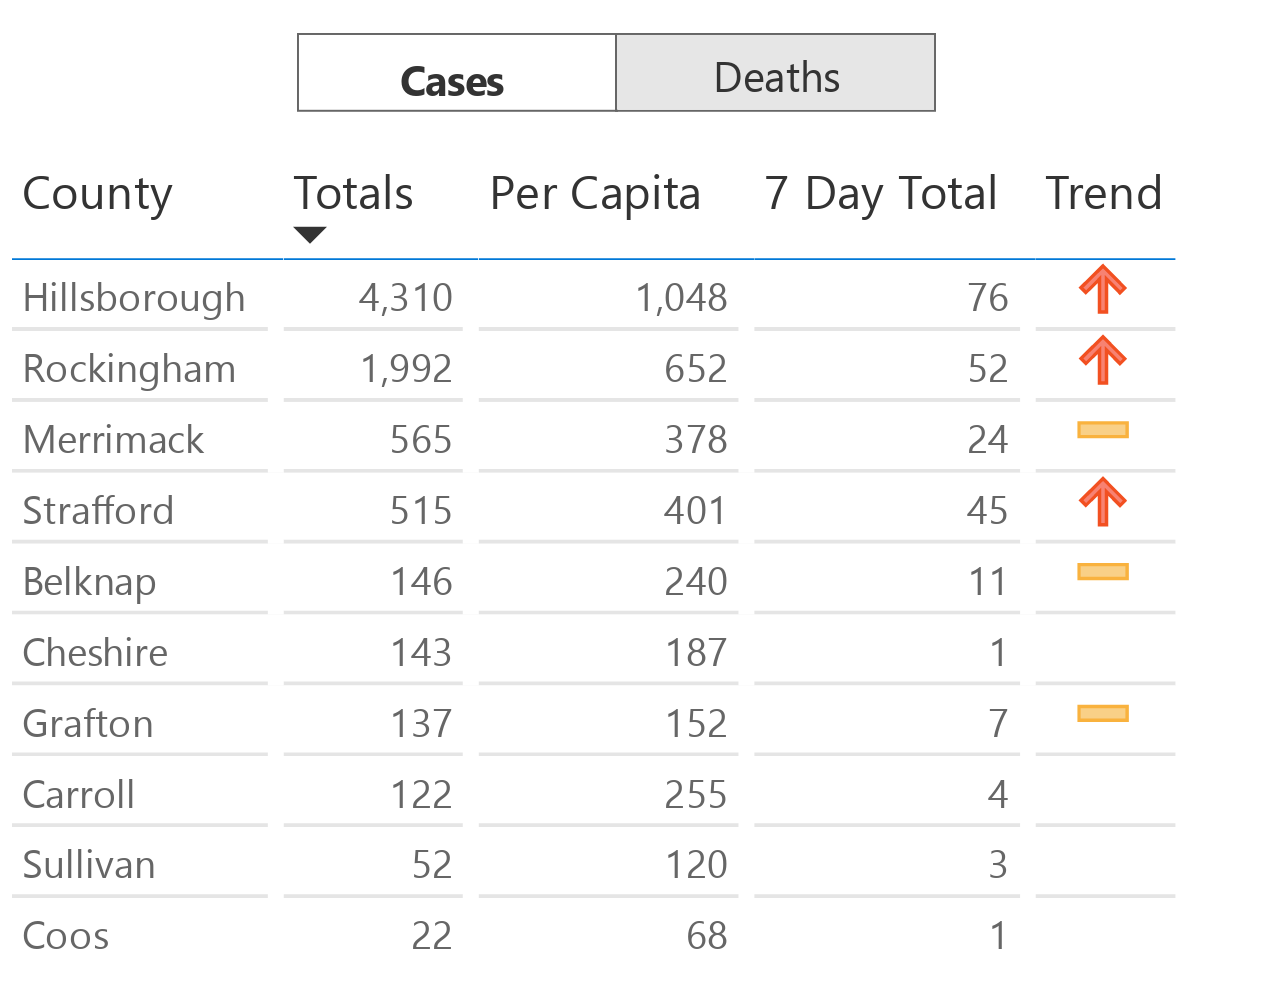 Cases Deaths
County Totals Per Capita 7 Day Total Trend
Hillsborough 4,310 1,048 76
Rockingham 1,992 652 52
Merrimack 565 378 24
Strafford 515 401 45
Belknap 146 240 11
Cheshire 143 187 1
Grafton 137 152 7
Carroll 122 255 4
Sullivan 52 120 3
Coos 22 68 1